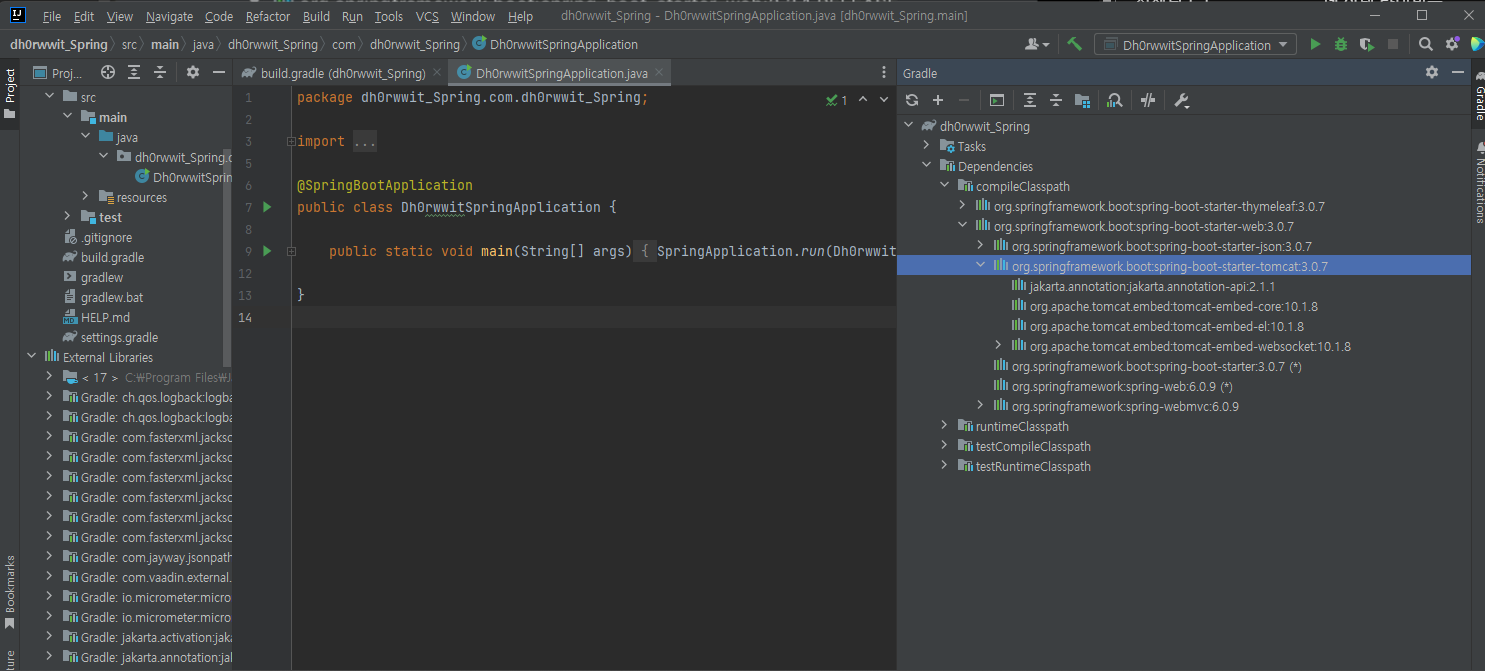 File Edit View Navigate Code Refactor Build Run Tools VCS Window Help dh0rwwit_Spring - Dh0rwwitSpringApplication.java [dh0rwwit_Spring.main]
dh0rwwit_Spring src main java dh0rwwit_Spring com dh0rwwit_Spring Dh0rwwitSpringApplication
Dh0rwwitSpringApplication
Project
Proj...
src
main
java
dh0rwwit_Spring.c
Dh0rwwitSprin
resources
test
.gitignore
build.gradle
gradlew
gradlew.bat
HELP.md
settings.gradle
External Libraries
< 17 > C:₩Program Files₩J
Gradle: ch.qos.logback:logba
Gradle: ch.qos.logback:logba
Gradle: com.fasterxml.jackso
Gradle: com.fasterxml.jackso
Gradle: com.fasterxml.jackso
Gradle: com.fasterxml.jackso
Gradle: com.fasterxml.jackso
Gradle: com.fasterxml.jackso
Gradle: com.jayway.jsonpath
Gradle: com.vaadin.external.
Gradle: io.micrometer:micro
Gradle: io.micrometer:micro
Gradle: jakarta.activation:jaka
Gradle: jakarta.annotation:jal
Bookmarks
build.gradle (dh0rwwit_Spring) Dh0rwwitSpringApplication.java
1 package dh0rwwit_Spring.com.dh0rwwit_Spring;
1
2
3 import ...
5
6 @SpringBootApplication
7 public class Dh0rwwitSpringApplication {
8
9 public static void main(String[] args) { SpringApplication.run(Dh0rwwit
12
13 }
14
Gradle
dh0rwwit_Spring
Tasks
Dependencies
compileClasspath
org.springframework.boot:spring-boot-starter-thymeleaf:3.0.7
org.springframework.boot:spring-boot-starter-web:3.0.7
org.springframework.boot:spring-boot-starter-json:3.0.7
org.springframework.boot:spring-boot-starter-tomcat:3.0.7
jakarta.annotation:jakarta.annotation-api:2.1.1
org.apache.tomcat.embed:tomcat-embed-core:10.1.8
org.apache.tomcat.embed:tomcat-embed-el:10.1.8
org.apache.tomcat.embed:tomcat-embed-websocket:10.1.8
org.springframework.boot:spring-boot-starter:3.0.7 (*)
org.springframework:spring-web:6.0.9 (*)
org.springframework:spring-webmvc:6.0.9
runtimeClasspath
testCompileClasspath
testRuntimeClasspath
Gradle
Notifications